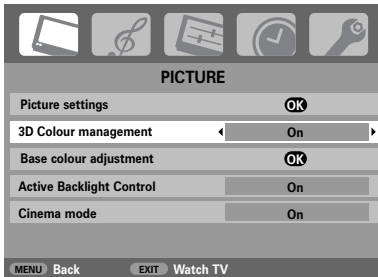 PICTURE
Picture settings OK
3D Colour management On
Base colour adjustment OK
Active Backlight Control On
Cinema mode On
MENU Back EXIT Watch TV